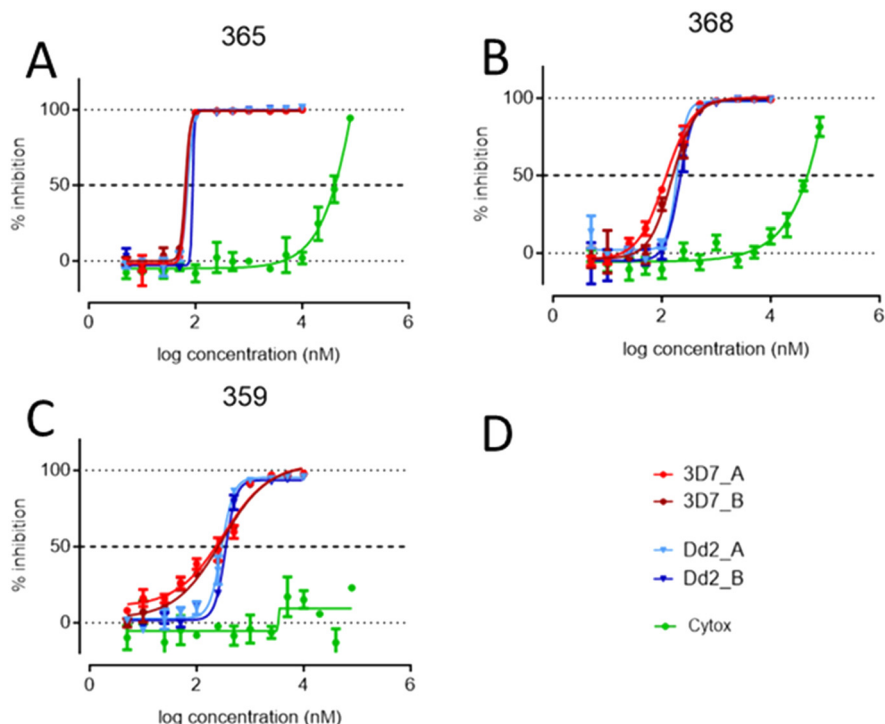 365
368
A
B
100
50
0
% inhibition
0 2 4 6
log concentration (nM)
100
50
0
% inhibition
0 2 4 6
log concentration (nM)
359
C
D
100
50
0
% inhibition
0 2 4 6
log concentration (nM)
3D7_A
3D7_B
Dd2_A
Dd2_B
Cytox